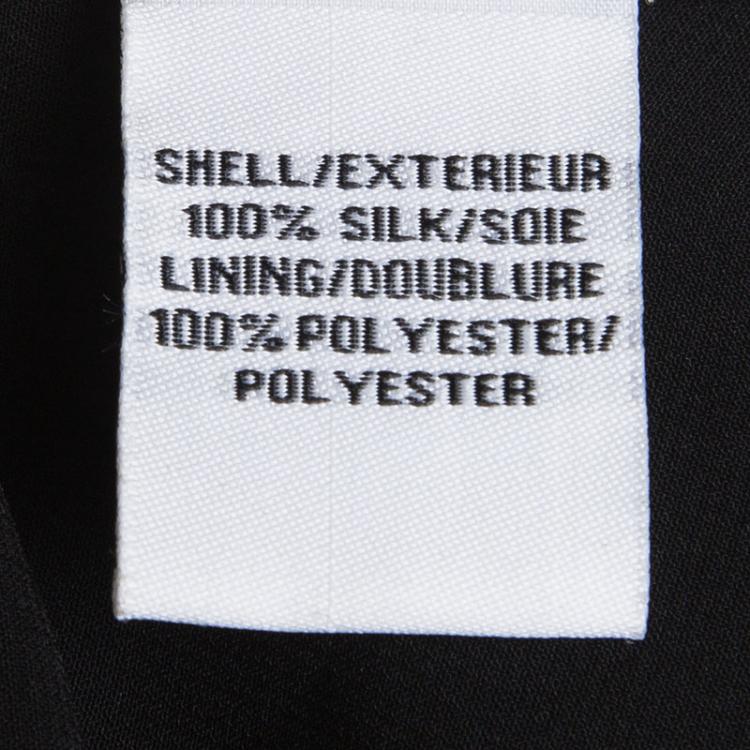 SHELL/EXTERIEUR
100% SILK/SOIE
LINING/DOUBLURE
100% POLYESTER/
POLYESTER